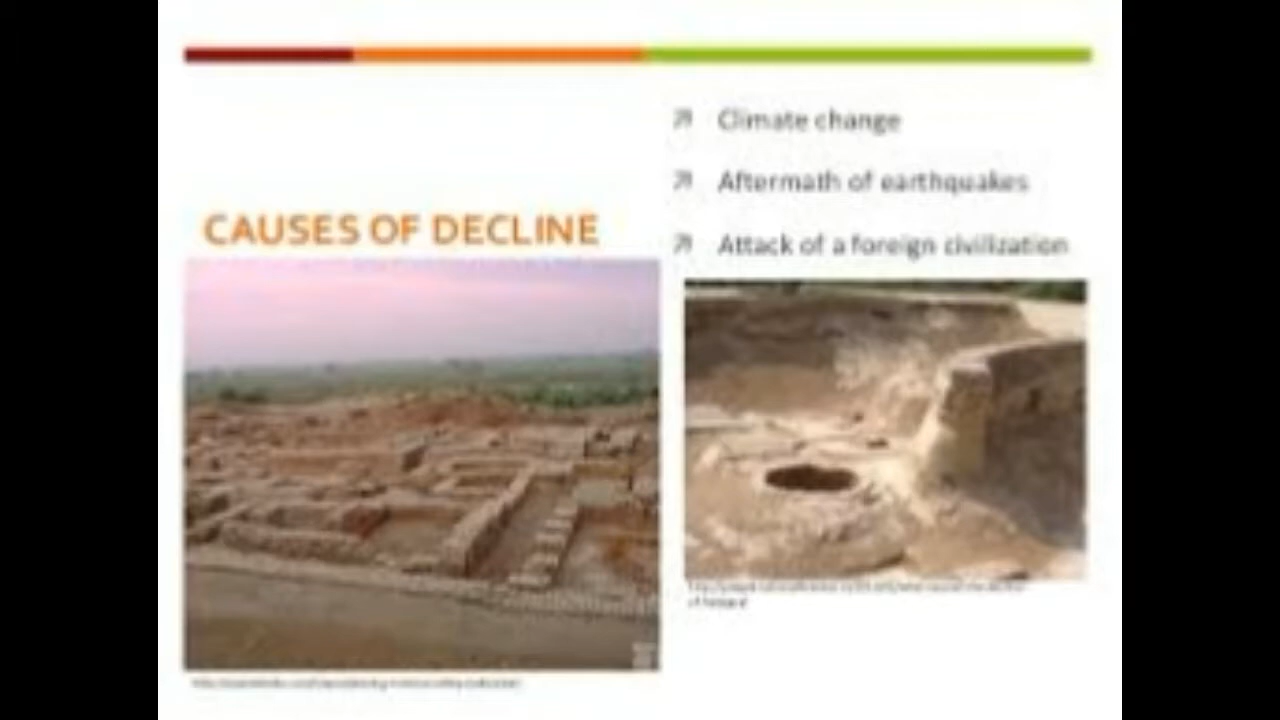 CAUSES OF DECLINE
Climate change
Aftermath of earthquakes
Attack of a foreign civilization